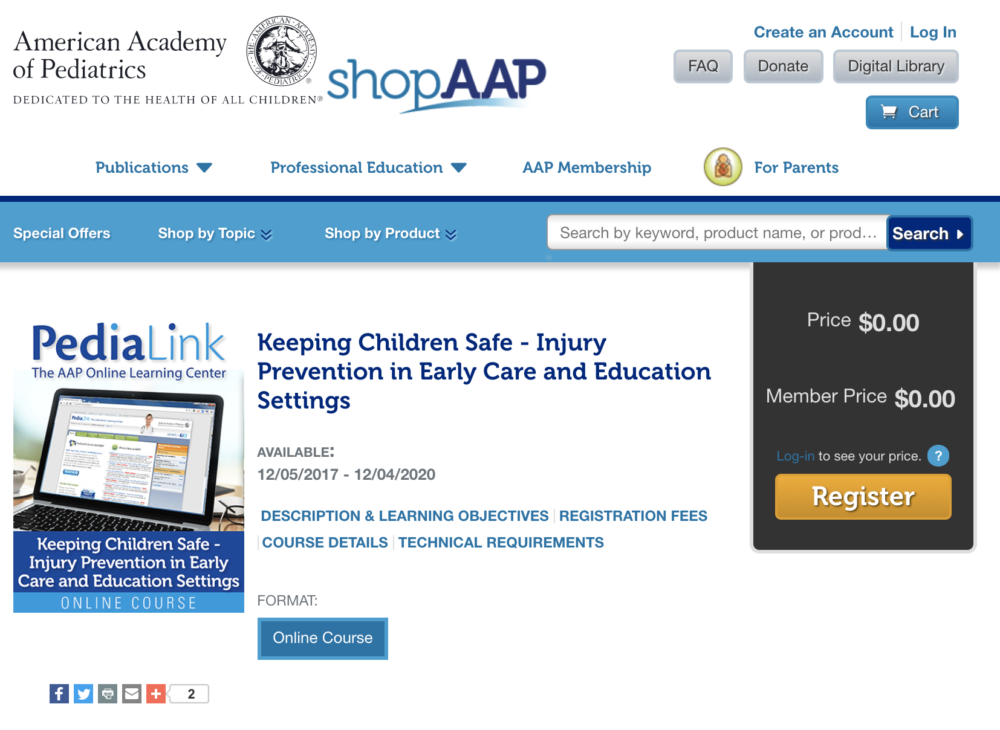 American Academy
of Pediatrics
DEDICATED TO THE HEALTH OF ALL CHILDREN®
THE · AMERICAN · ACADEMY · OF · PEDIATRICS ·
®
shopAAP
Create an Account
Log In
FAQ
Donate
Digital Library
Cart
Publications
Professional Education
AAP Membership
For Parents
Special Offers
Shop by Topic
Shop by Product
Search by keyword, product name, or prod…
Search
PediaLink
The AAP Online Learning Center
PediaLink
Keeping Children Safe -
Injury Prevention in Early
Care and Education Settings
ONLINE COURSE
Keeping Children Safe - Injury
Prevention in Early Care and Education
Settings
AVAILABLE:
12/05/2017 - 12/04/2020
DESCRIPTION & LEARNING OBJECTIVES
REGISTRATION FEES
COURSE DETAILS
TECHNICAL REQUIREMENTS
FORMAT:
Online Course
Price $0.00
Member Price $0.00
Log-in to see your price. ?
Register
2